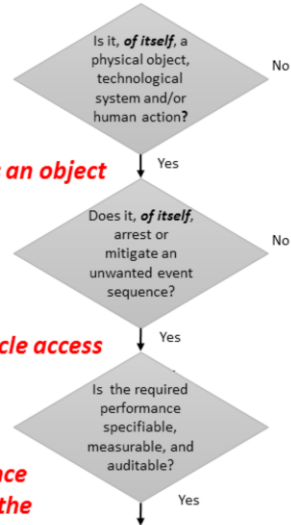 Is it, of itself, a
physical object,
technological
system and/or
human action?
No
Yes
an object
Does it, of itself,
arrest or
mitigate an
unwanted event
sequence?
No
Yes
access
Is the required
performance
specifiable,
measurable, and
auditable?
the
Yes